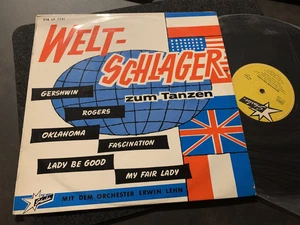 WELT-
SCHLAGER
zum Tanzen
GERSHWIN
ROGERS
OKLAHOMA
FASCINATION
LADY BE GOOD
MY FAIR LADY
MIT DEM ORCHESTER ERWIN LEHN